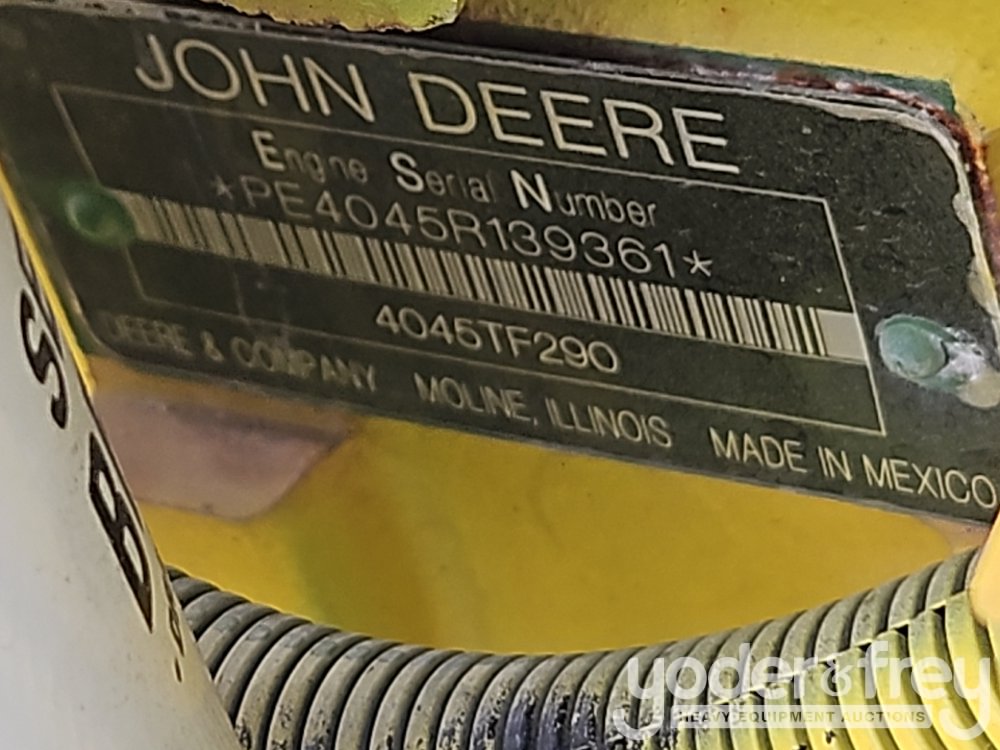 JOHN DEERE
Engine Serial Number
*PE4045R139361*
4045TF290
DEERE & COMPANY MOLINE, ILLINOIS MADE IN MEXICO
S
B
yoder & frey
HEAVY EQUIPMENT AUCTIONS